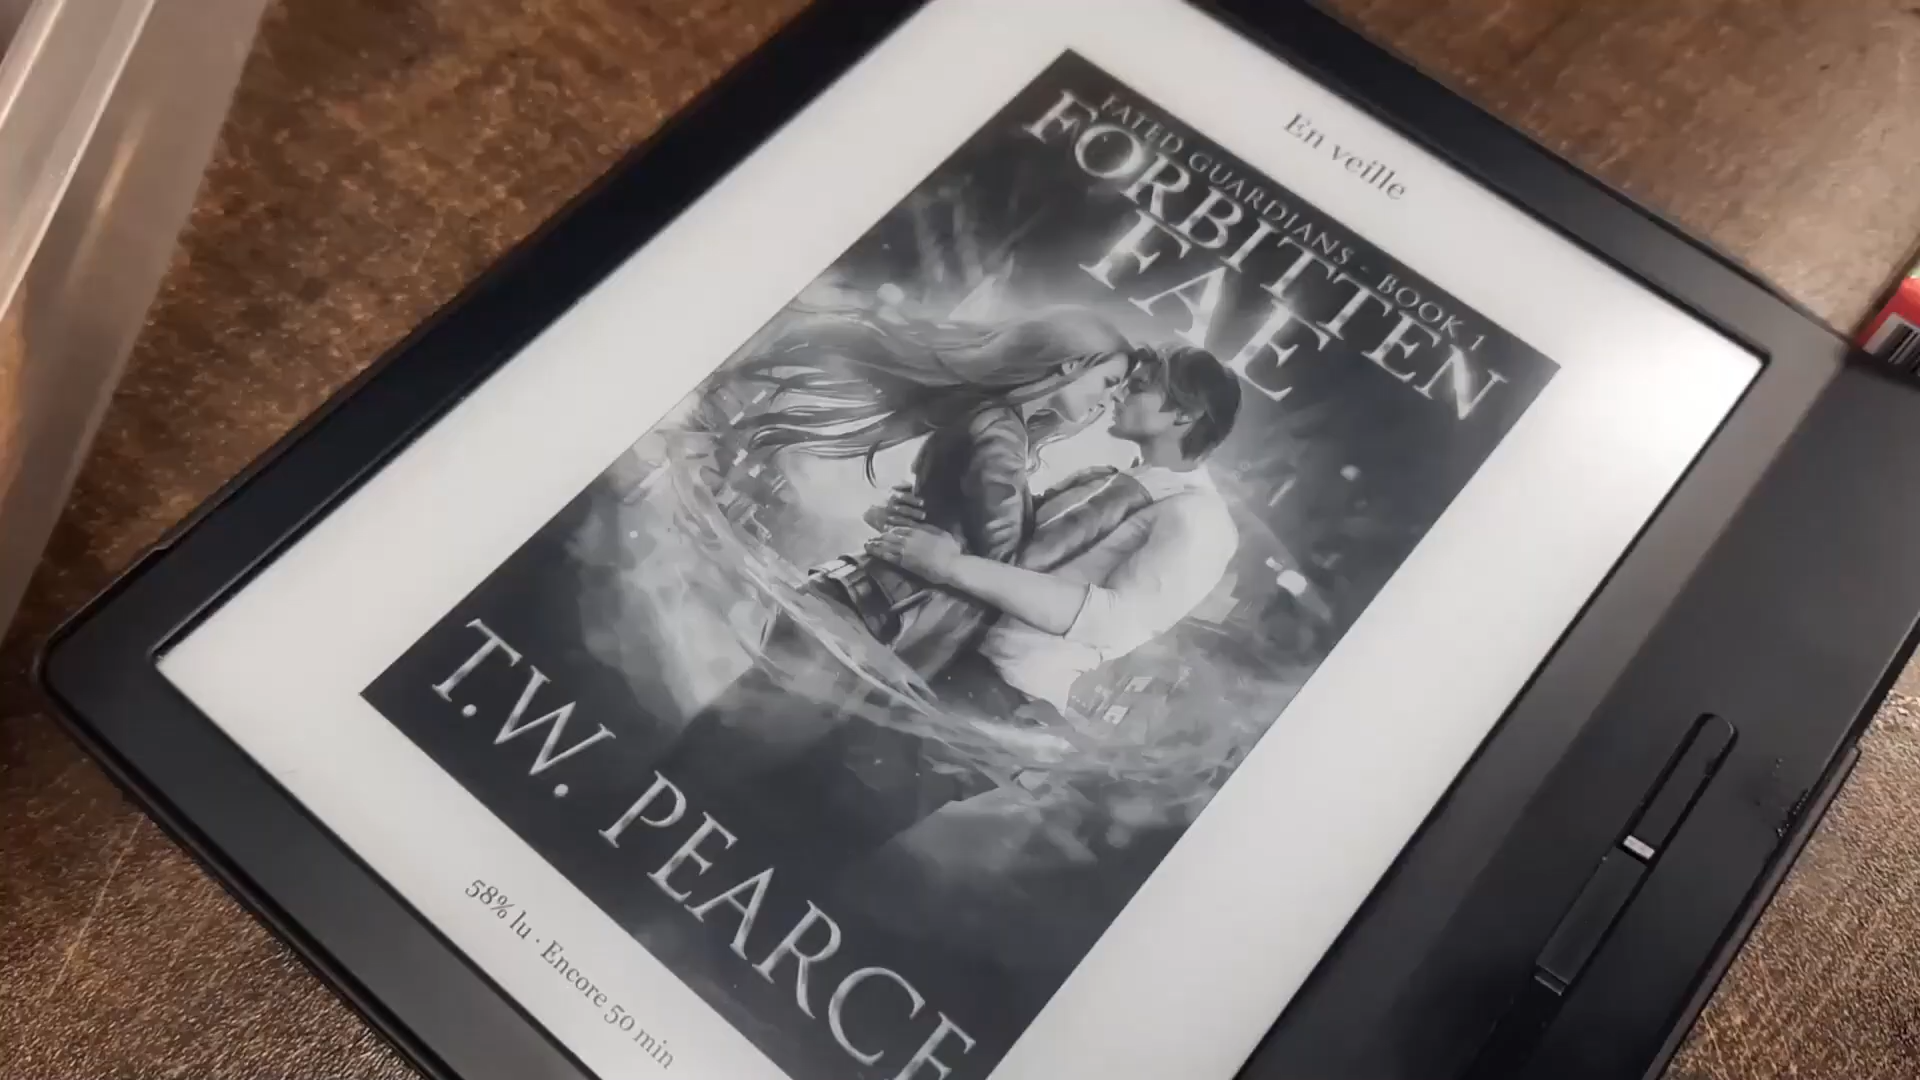 En veille
FATED GUARDIANS - BOOK 1
FORBITTEN
FAE
T.W. PEARCE
58% lu · Encore 50 min